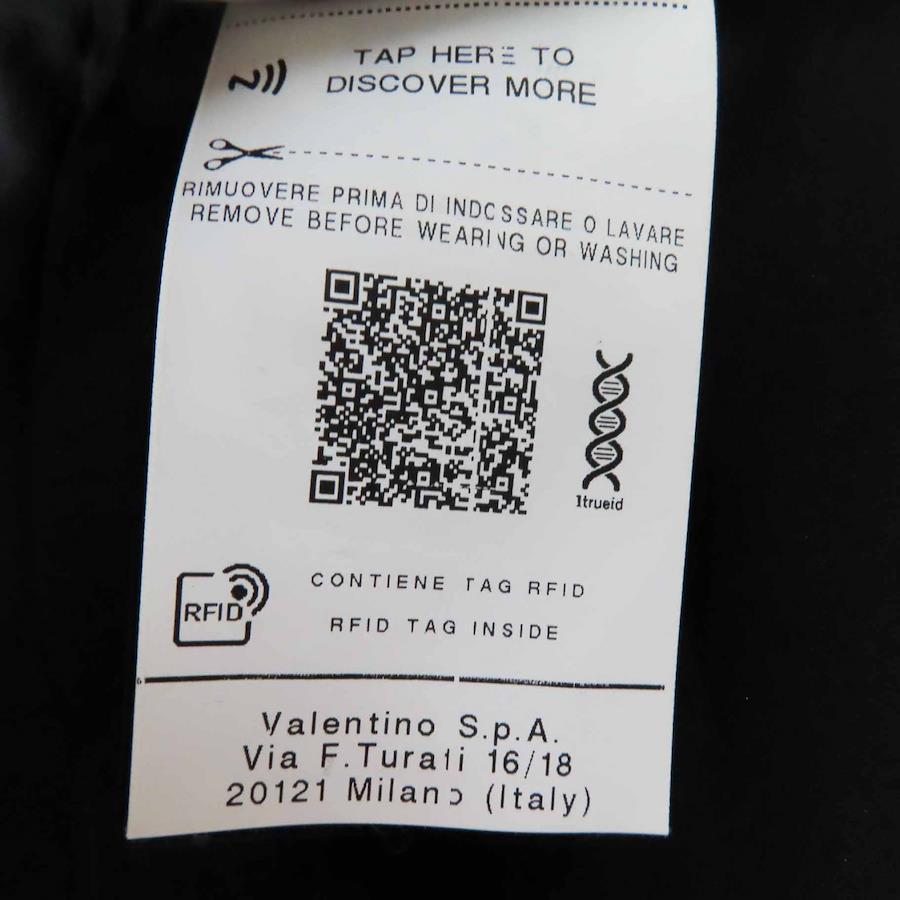 TAP HERE TO
DISCOVER MORE
RIMUOVERE PRIMA DI INDOSSARE O LAVARE
REMOVE BEFORE WEARING OR WASHING
1trueid
RFID
CONTIENE TAG RFID
RFID TAG INSIDE
Valentino S.p.A.
Via F.Turati 16/18
20121 Milano (Italy)